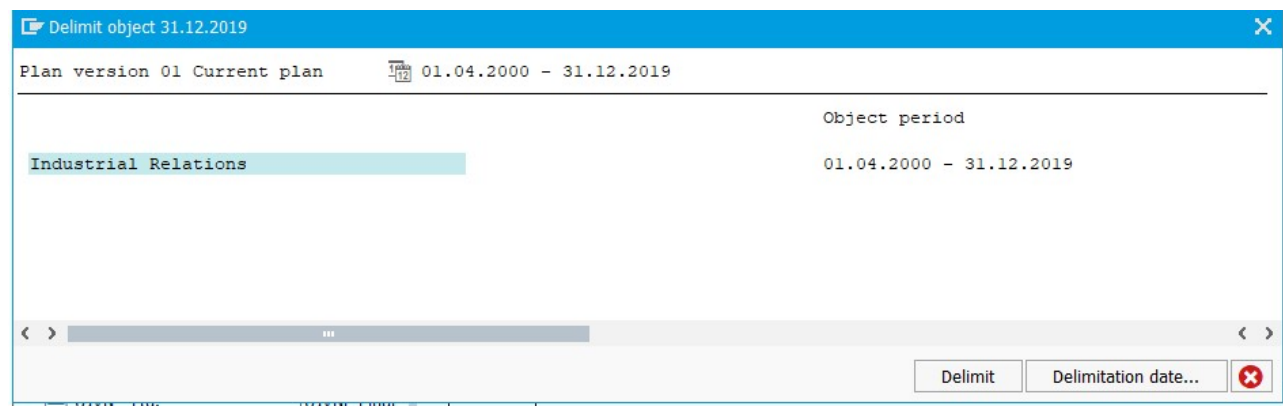 Delimit object 31.12.2019
Plan version 01 Current plan 01.04.2000 - 31.12.2019
Object period
Industrial Relations 01.04.2000 - 31.12.2019
Delimit Delimitation date...